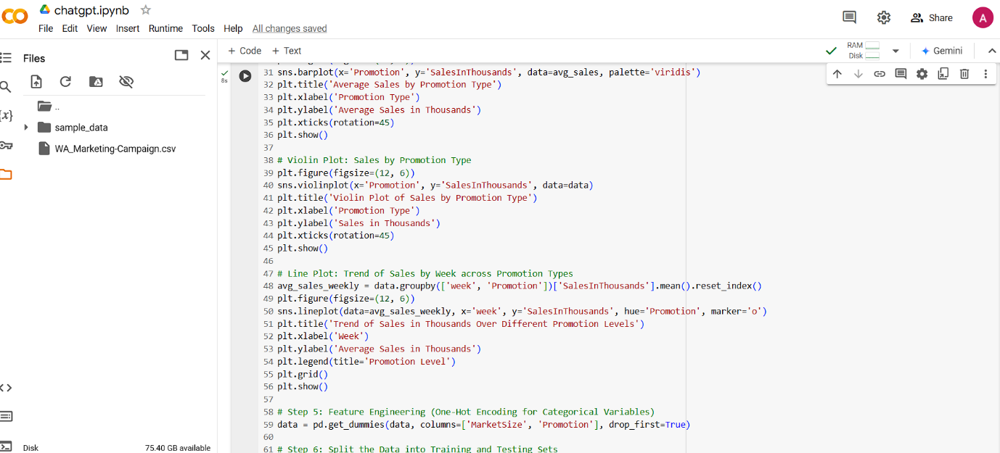 chatgpt.ipynb
File Edit View Insert Runtime Tools Help All changes saved
Share
A
Files
+ Code + Text
RAM
Disk
Gemini
..
sample_data
WA_Marketing-Campaign.csv
{x}
Disk 75.40 GB available
8s
31 sns.barplot(x='Promotion', y='SalesInThousands', data=avg_sales, palette='viridis')
32 plt.title('Average Sales by Promotion Type')
33 plt.xlabel('Promotion Type')
34 plt.ylabel('Average Sales in Thousands')
35 plt.xticks(rotation=45)
36 plt.show()
37
38 # Violin Plot: Sales by Promotion Type
39 plt.figure(figsize=(12, 6))
40 sns.violinplot(x='Promotion', y='SalesInThousands', data=data)
41 plt.title('Violin Plot of Sales by Promotion Type')
42 plt.xlabel('Promotion Type')
43 plt.ylabel('Sales in Thousands')
44 plt.xticks(rotation=45)
45 plt.show()
46
47 # Line Plot: Trend of Sales by Week across Promotion Types
48 avg_sales_weekly = data.groupby(['week', 'Promotion'])['SalesInThousands'].mean().reset_index()
49 plt.figure(figsize=(12, 6))
50 sns.lineplot(data=avg_sales_weekly, x='week', y='SalesInThousands', hue='Promotion', marker='o')
51 plt.title('Trend of Sales in Thousands Over Different Promotion Levels')
52 plt.xlabel('Week')
53 plt.ylabel('Average Sales in Thousands')
54 plt.legend(title='Promotion Level')
55 plt.grid()
56 plt.show()
57
58 # Step 5: Feature Engineering (One-Hot Encoding for Categorical Variables)
59 data = pd.get_dummies(data, columns=['MarketSize', 'Promotion'], drop_first=True)
60
61 # Step 6: Split the Data into Training and Testing Sets